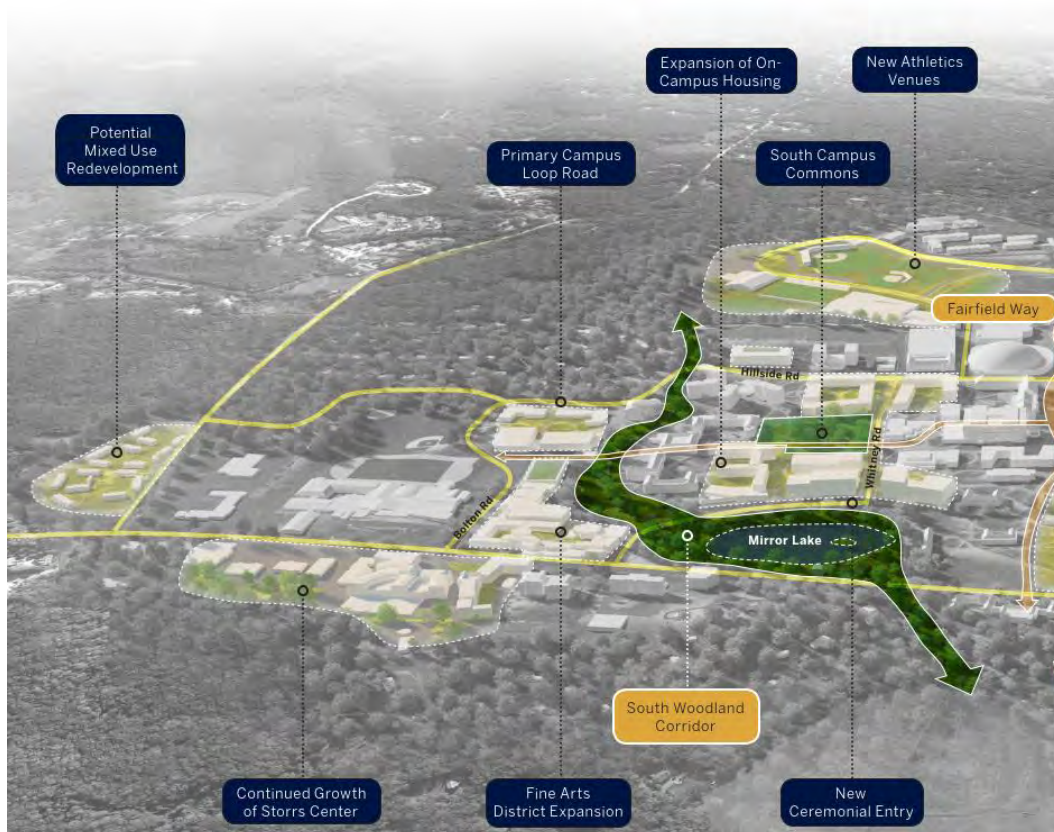 Expansion of On-
Campus Housing
New Athletics
Venues
Potential
Mixed Use
Redevelopment
Primary Campus
Loop Road
South Campus
Commons
Fairfield Way
Hillside Rd
Whitney Rd
Bolton Rd
Mirror Lake
South Woodland
Corridor
Continued Growth
of Storrs Center
Fine Arts
District Expansion
New
Ceremonial Entry